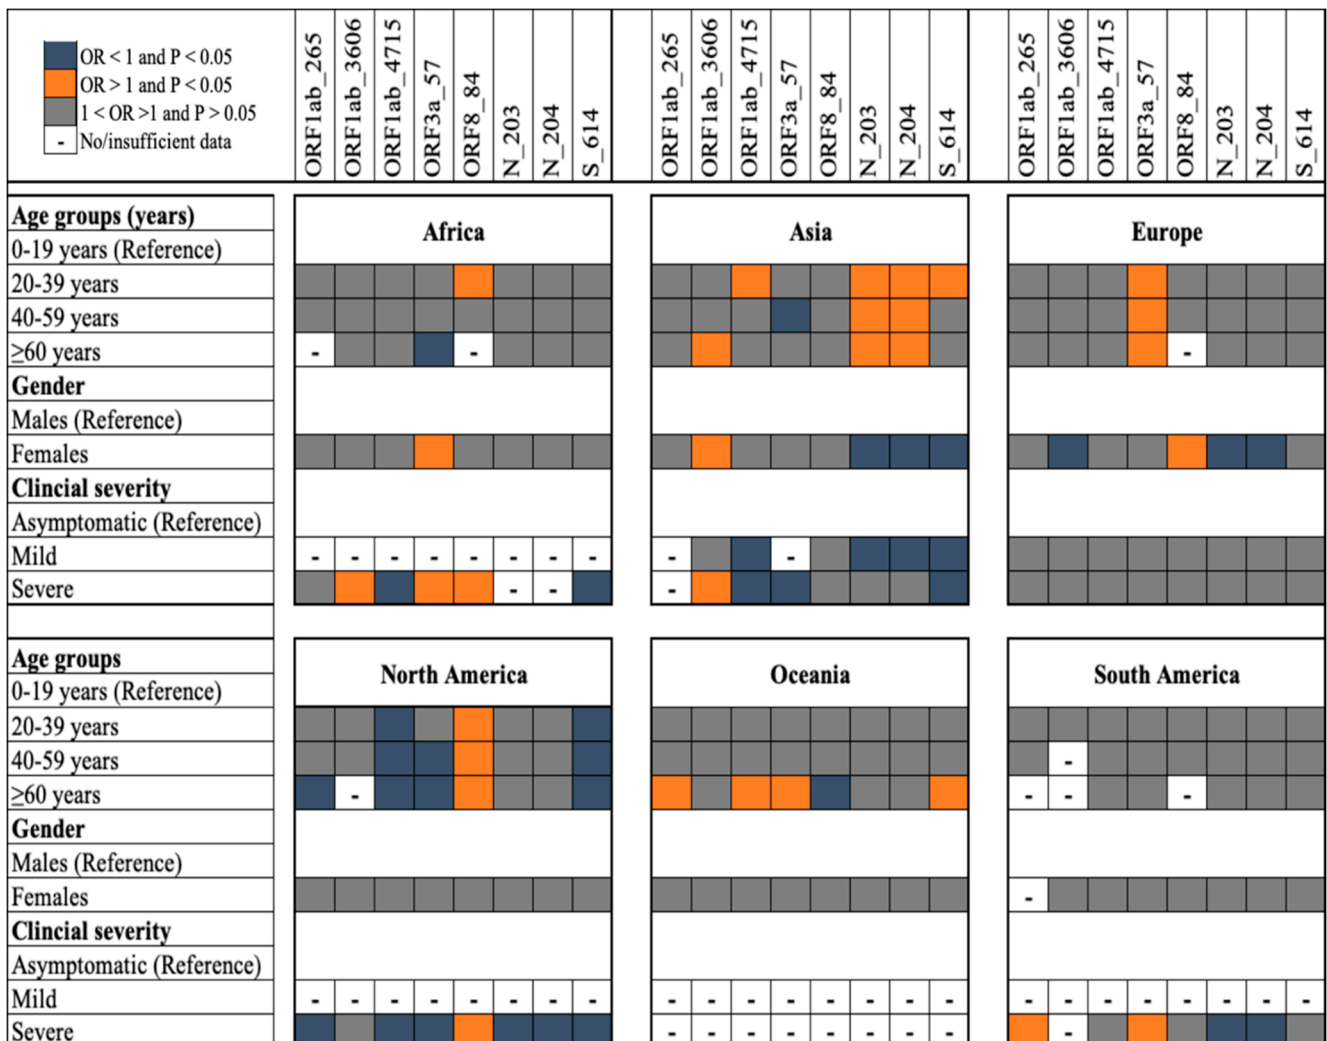 OR < 1 and P < 0.05
OR > 1 and P < 0.05
1 < OR >1 and P > 0.05
- No/insufficient data
ORF1ab_265 ORF1ab_3606 ORF1ab_4715 ORF3a_57 ORF8_84 N_203 N_204 S_614
ORF1ab_265 ORF1ab_3606 ORF1ab_4715 ORF3a_57 ORF8_84 N_203 N_204 S_614
ORF1ab_265 ORF1ab_3606 ORF1ab_4715 ORF3a_57 ORF8_84 N_203 N_204 S_614
Age groups (years)
Africa Asia Europe
0-19 years (Reference)
20-39 years
40-59 years
≥60 years - - -
Gender
Males (Reference)
Females
Clincial severity
Asymptomatic (Reference)
Mild - - - - - - - - - -
Severe - - -
Age groups
North America Oceania South America
0-19 years (Reference)
20-39 years
40-59 years -
≥60 years - - - -
Gender
Males (Reference)
Females -
Clincial severity
Asymptomatic (Reference)
Mild - - - - - - - - - - - - - - - - - - - - - - - -
Severe - - - - - - - - -